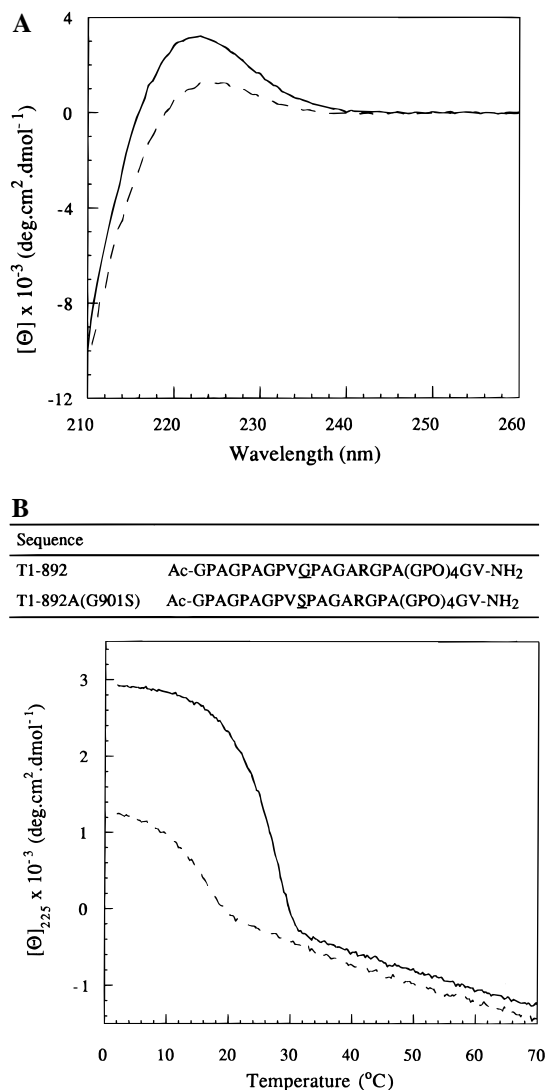 A
4
0
-4
-8
-12
[Θ] x 10⁻³ (deg.cm².dmol⁻¹)
210 220 230 240 250 260
Wavelength (nm)
B
Sequence
T1-892 Ac-GPAGPAGPVGPAGARGPA(GPO)₄GV-NH₂
T1-892A(G901S) Ac-GPAGPAGPVSPAGARGPA(GPO)₄GV-NH₂
3
2
1
0
-1
[Θ]₂₂₅ x 10⁻³ (deg.cm².dmol⁻¹)
0 10 20 30 40 50 60 70
Temperature (°C)